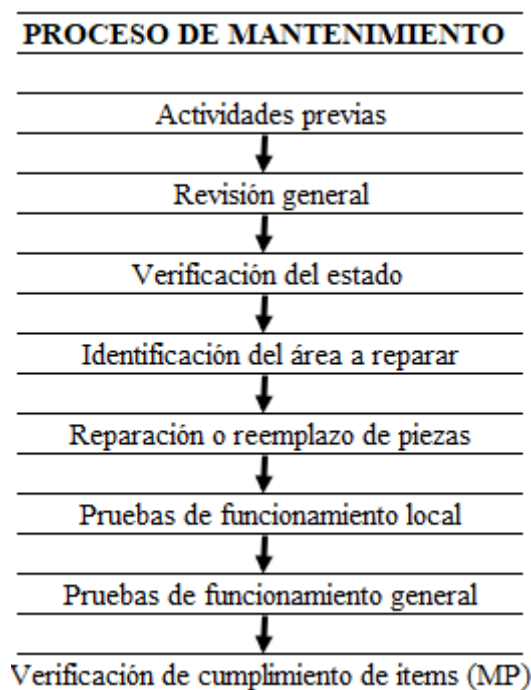 PROCESO DE MANTENIMIENTO
Actividades previas
Revisión general
Verificación del estado
Identificación del área a reparar
Reparación o reemplazo de piezas
Pruebas de funcionamiento local
Pruebas de funcionamiento general
Verificación de cumplimiento de items (MP)